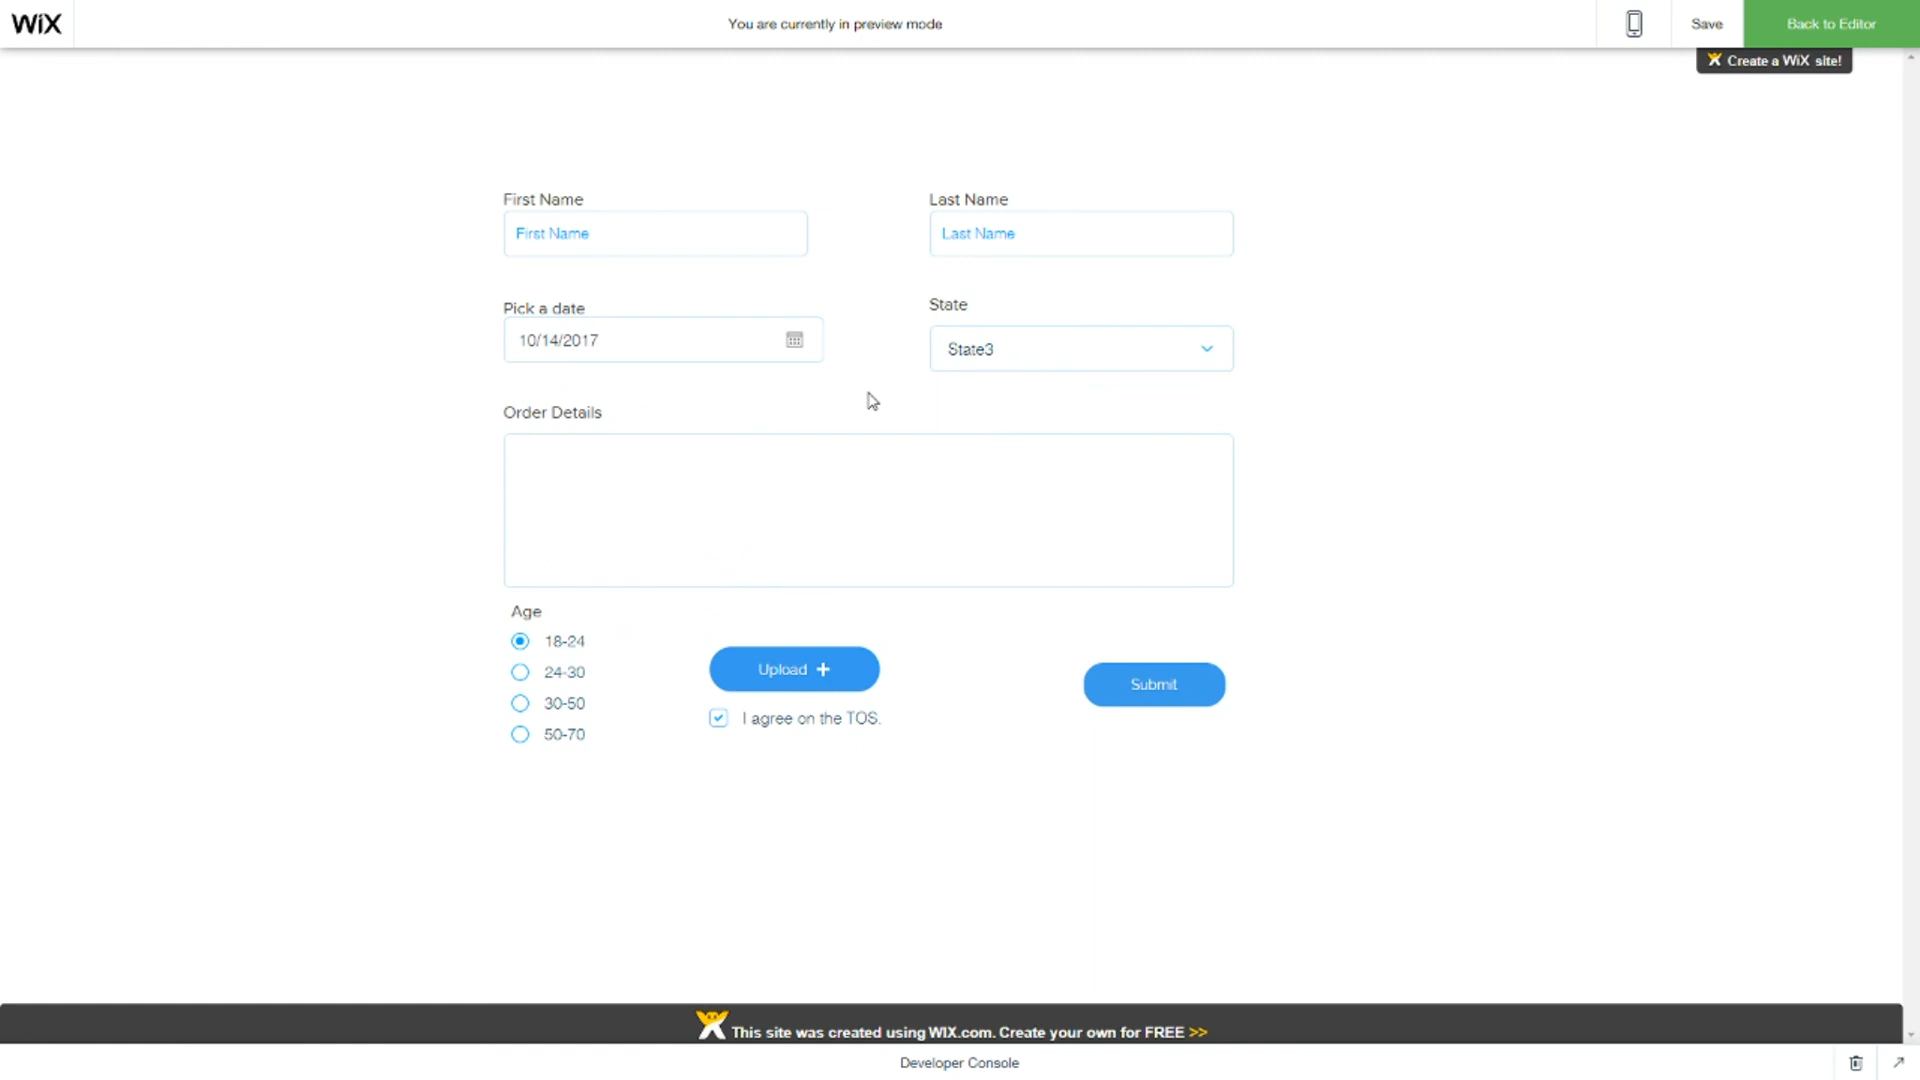 WiX
You are currently in preview mode
Save
Back to Editor
Create a WiX site!
First Name
Last Name
First Name
Last Name
Pick a date
State
10/14/2017
State3
Order Details
Age
18-24
24-30
30-50
50-70
Upload +
I agree on the TOS.
Submit
This site was created using WIX.com. Create your own for FREE >>
Developer Console